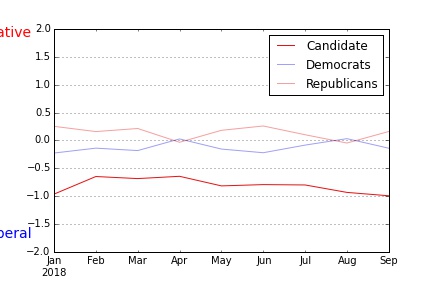 ative
2.0
1.5
1.0
0.5
0.0
−0.5
−1.0
−1.5
−2.0
beral
Candidate
Democrats
Republicans
Jan Feb Mar Apr May Jun Jul Aug Sep
2018